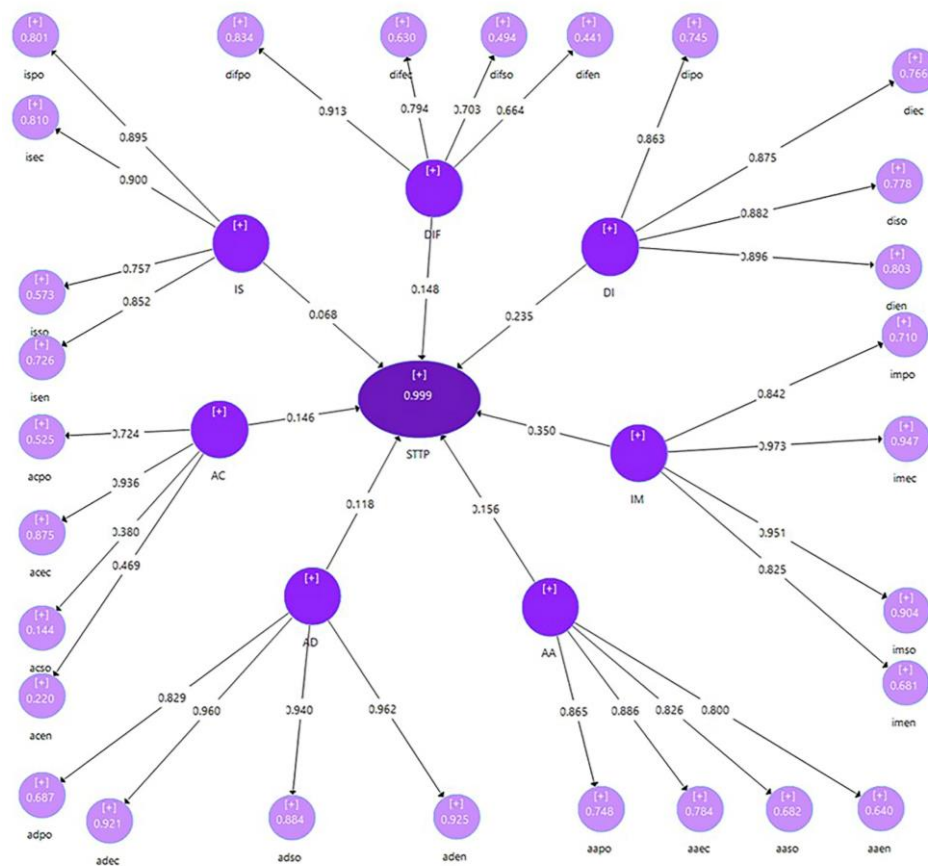 [+]
0.801
ispo
[+]
0.834
difpo
[+]
0.630
difec
[+]
0.494
difso
[+]
0.441
difen
[+]
0.745
dipo
[+]
0.766
diec
[+]
0.810
isec
0.895
0.900
0.913
0.794
0.703
0.664
0.863
0.875
[+]
DIF
[+]
0.778
diso
0.882
[+]
IS
[+]
DI
0.896
[+]
0.803
dien
0.757
[+]
0.573
isso
0.852
0.068
0.148
0.235
[+]
0.726
isen
[+]
0.710
impo
[+]
0.999
STTP
0.842
[+]
AC
0.146
0.350
[+]
IM
0.724
[+]
0.525
acpo
0.973
[+]
0.947
imec
0.936
[+]
0.875
acec
0.380
0.469
0.118
0.156
0.951
0.825
[+]
0.144
acso
[+]
AD
[+]
AA
[+]
0.904
imso
[+]
0.220
acen
[+]
0.681
imen
0.829
0.960
0.940
0.962
0.865
0.886
0.826
0.800
[+]
0.687
adpo
[+]
0.921
adec
[+]
0.884
adso
[+]
0.925
aden
[+]
0.748
aapo
[+]
0.784
aaec
[+]
0.682
aaso
[+]
0.640
aaen